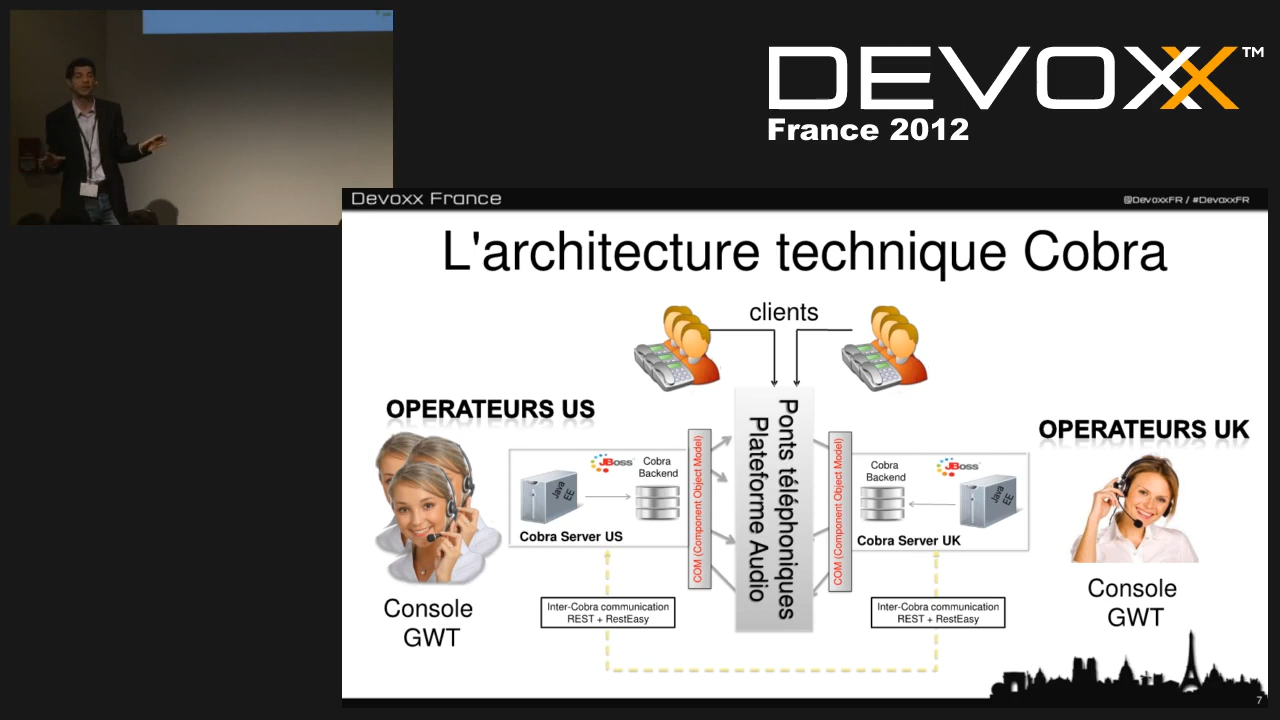 DEVOXX™
France 2012
Devoxx France
@DevoxxFR / #DevoxxFR
L'architecture technique Cobra
clients
OPERATEURS US
OPERATEURS UK
Ponts téléphoniques
Plateforme Audio
COM (Component Object Model)
COM (Component Object Model)
JBoss
Cobra
Backend
Java
EE
Cobra Server US
Cobra
Backend
JBoss
Java
EE
Cobra Server UK
Console
GWT
Console
GWT
Inter-Cobra communication
REST + RestEasy
Inter-Cobra communication
REST + RestEasy
7